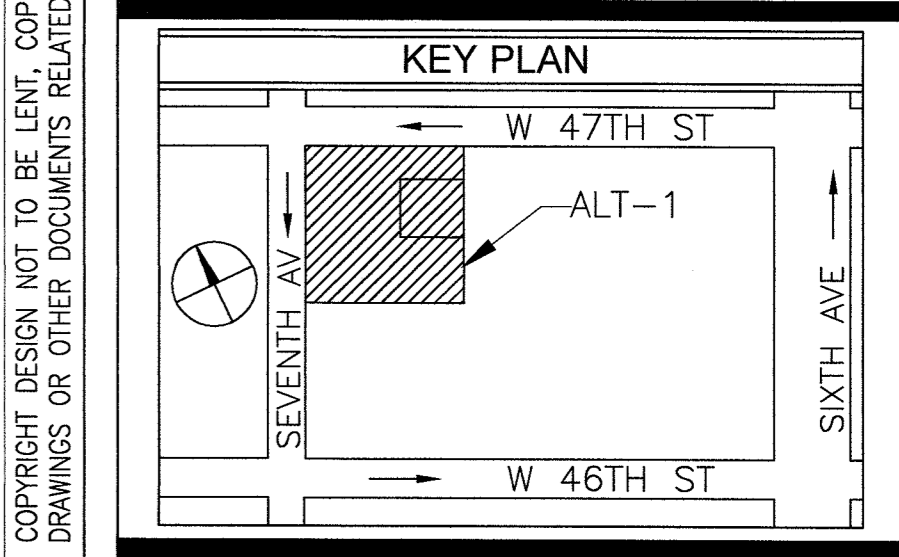 COPYRIGHT DESIGN NOT TO BE LENT, COP
DRAWINGS OR OTHER DOCUMENTS RELATED
KEY PLAN
W 47TH ST
ALT-1
SEVENTH AV
SIXTH AVE
W 46TH ST